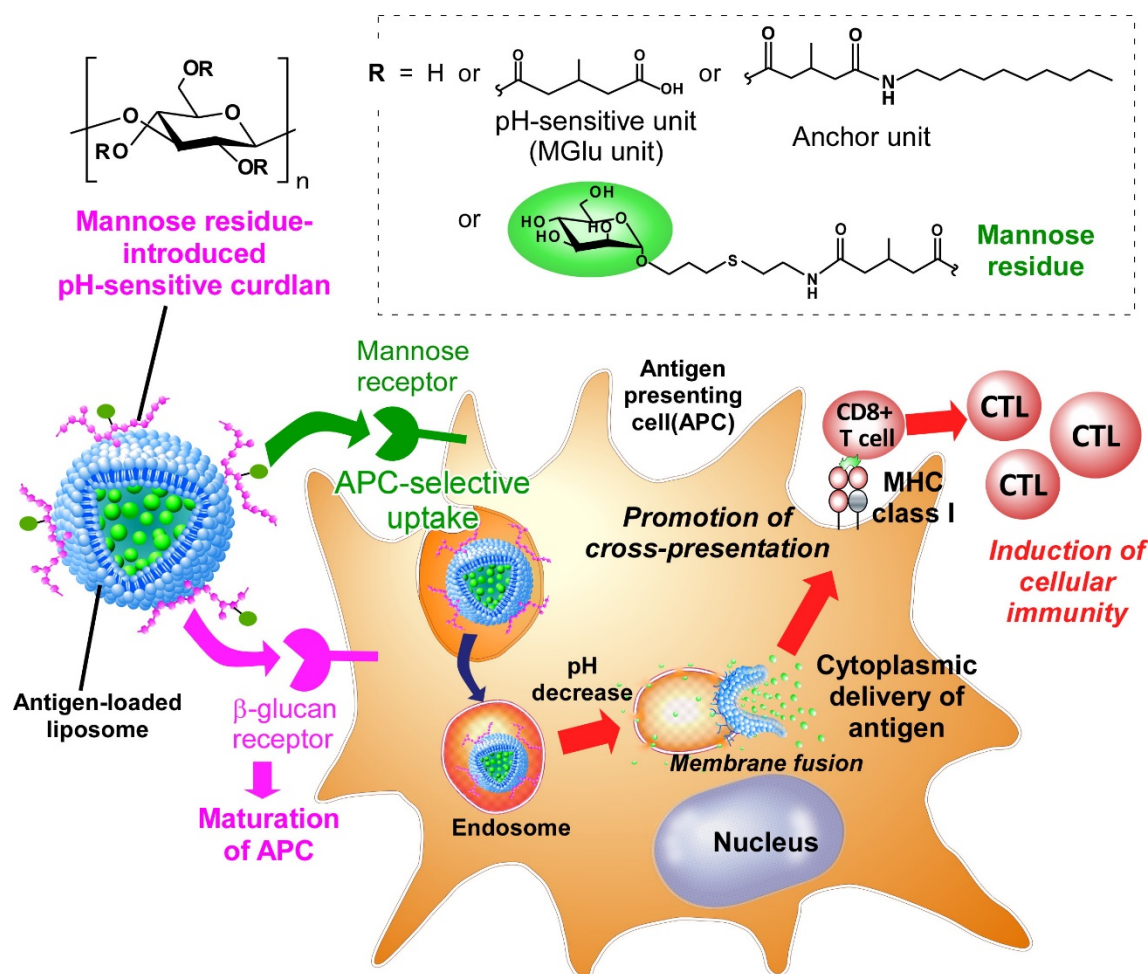 OR
O
O
RO
OR
n
R = H or
O
O
OH
or
O
O
N
H
pH-sensitive unit
(MGlu unit)
Anchor unit
Mannose residue-
introduced
pH-sensitive curdlan
or
OH
HO
HO
HO
O
O
S
N
H
O
O
Mannose
residue
Mannose
receptor
Antigen
presenting
cell(APC)
CD8+
T cell
CTL
CTL
CTL
APC-selective
uptake
MHC
class I
Promotion of
cross-presentation
Induction of
cellular
immunity
Antigen-loaded
liposome
β-glucan
receptor
Maturation
of APC
pH
decrease
Cytoplasmic
delivery of
antigen
Membrane fusion
Endosome
Nucleus